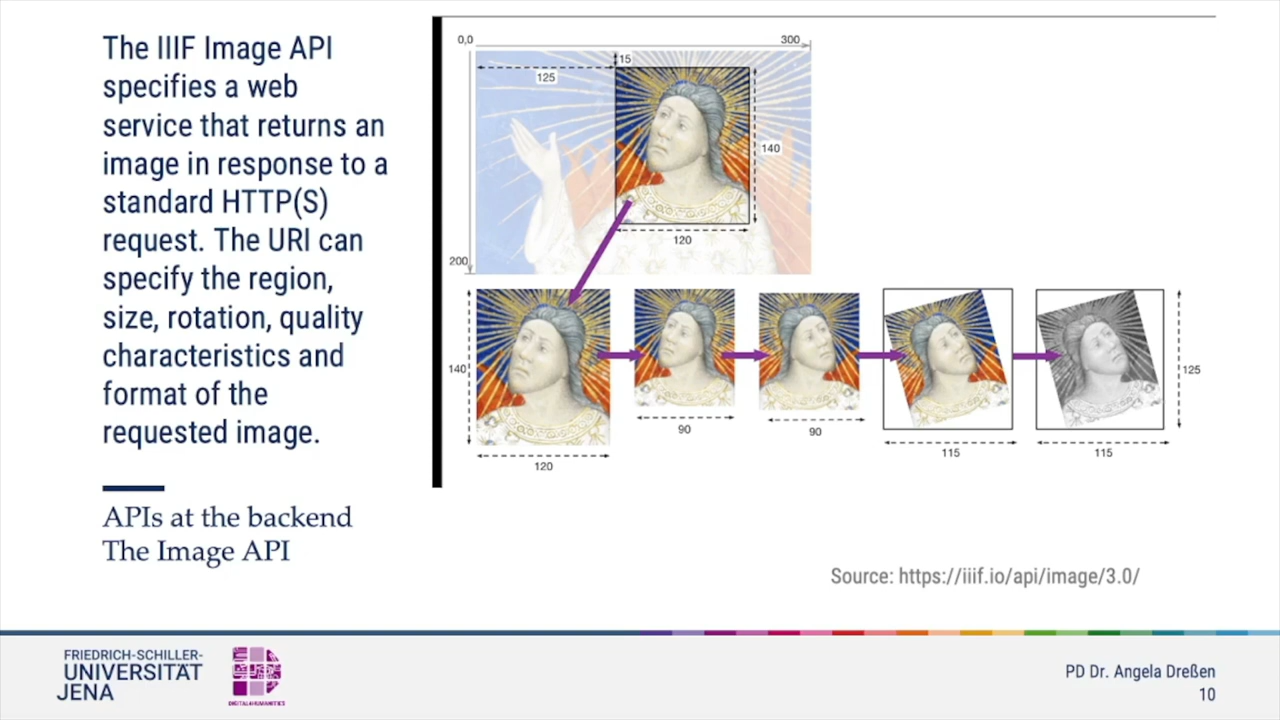 The IIIF Image API
specifies a web
service that returns an
image in response to a
standard HTTP(S)
request. The URI can
specify the region,
size, rotation, quality
characteristics and
format of the
requested image.
APIs at the backend
The Image API
0,0
300
15
125
140
120
200
140
120
90
90
115
115
125
Source: https://iiif.io/api/image/3.0/
FRIEDRICH-SCHILLER-
UNIVERSITÄT
JENA
DIGITAL HUMANITIES
PD Dr. Angela Dreßen
10